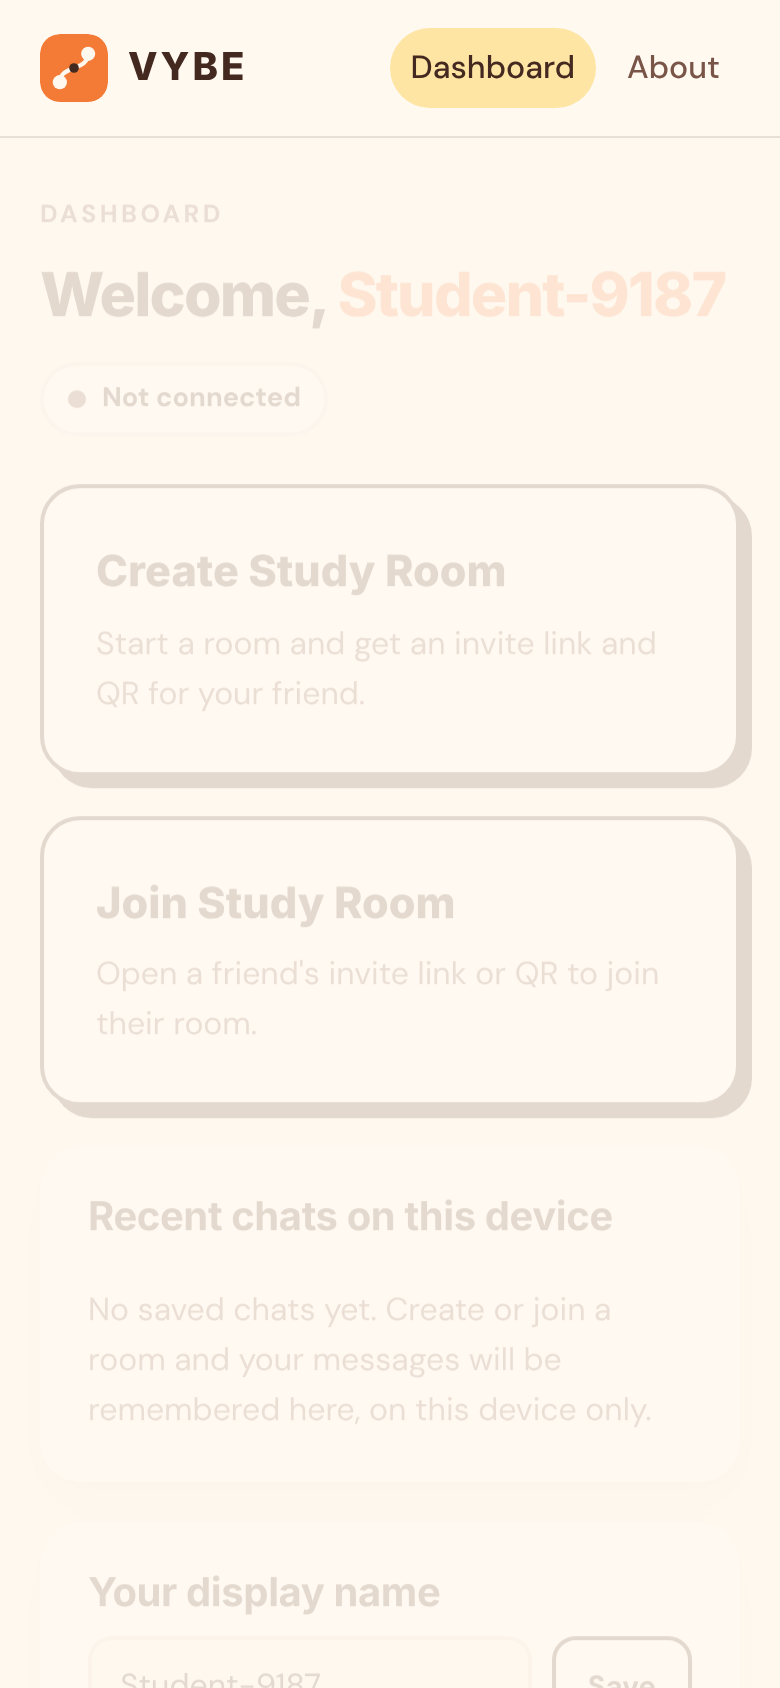 VYBE
Dashboard
About
DASHBOARD
Welcome, Student-9187
Not connected
Create Study Room
Start a room and get an invite link and
QR for your friend.
Join Study Room
Open a friend's invite link or QR to join
their room.
Recent chats on this device
No saved chats yet. Create or join a
room and your messages will be
remembered here, on this device only.
Your display name
Student-9187
Save